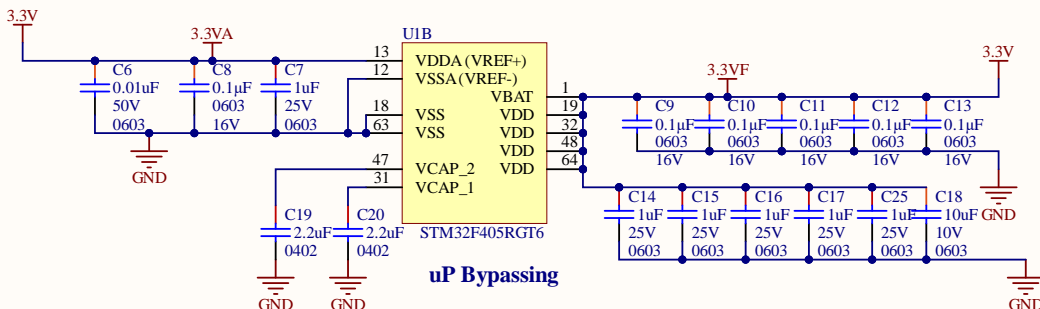 3.3V
3.3VA
C6
0.01uF
50V
0603
C8
0.1µF
0603
16V
C7
1uF
25V
0603
GND
U1B
13
VDDA (VREF+)
12
VSSA (VREF-)
VBAT
1
18
VSS
VDD
19
63
VSS
VDD
32
VDD
48
47
VCAP_2
VDD
64
31
VCAP_1
STM32F405RGT6
C19
2.2uF
0402
GND
C20
2.2uF
0402
GND
uP Bypassing
3.3VF
3.3V
C9
0.1µF
0603
16V
C10
0.1µF
0603
16V
C11
0.1µF
0603
16V
C12
0.1µF
0603
16V
C13
0.1µF
0603
16V
GND
C14
1uF
25V
0603
C15
1uF
25V
0603
C16
1uF
25V
0603
C17
1uF
25V
0603
C25
1uF
25V
0603
C18
10uF
10V
0603
GND